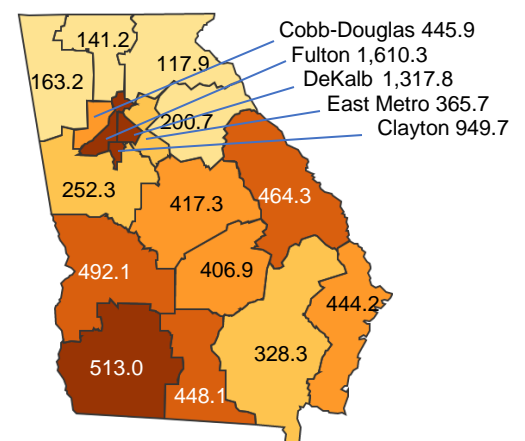 Cobb-Douglas 445.9
141.2
Fulton 1,610.3
117.9
DeKalb 1,317.8
163.2
East Metro 365.7
200.7
Clayton 949.7
252.3
464.3
417.3
492.1
406.9
444.2
328.3
513.0
448.1